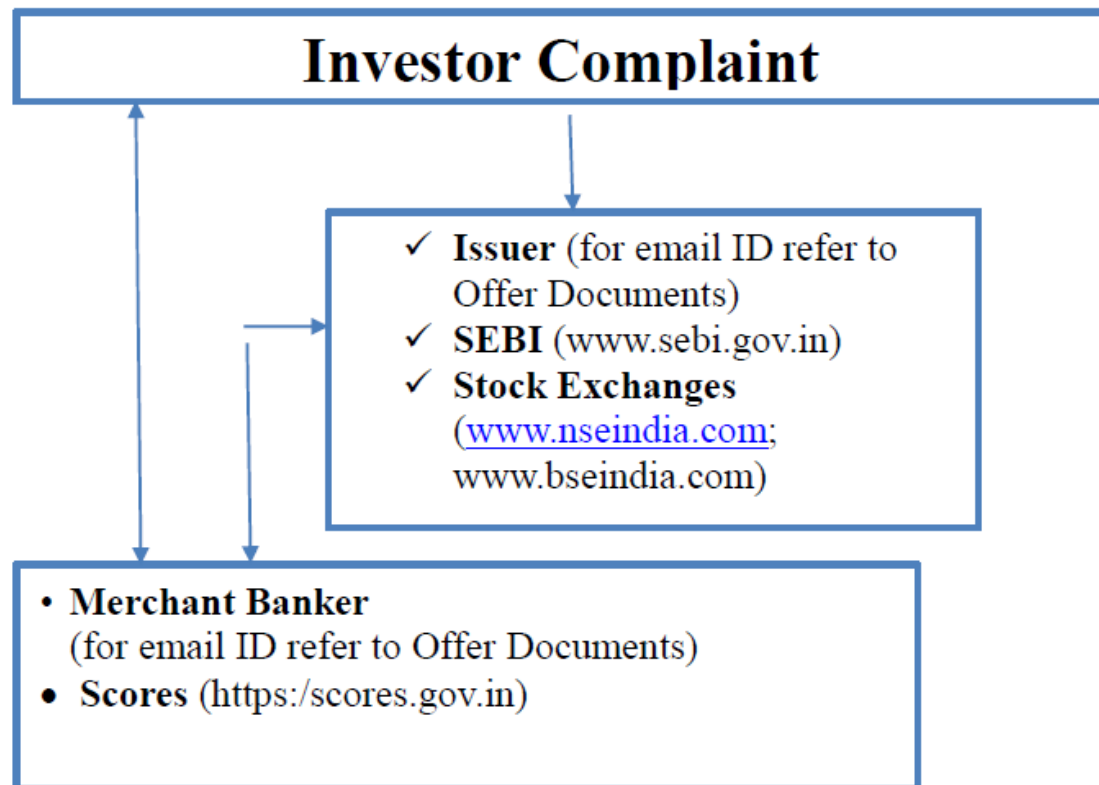 Investor Complaint
✓ Issuer (for email ID refer to
Offer Documents)
✓ SEBI (www.sebi.gov.in)
✓ Stock Exchanges
(www.nseindia.com;
www.bseindia.com)
• Merchant Banker
(for email ID refer to Offer Documents)
• Scores (https:/scores.gov.in)